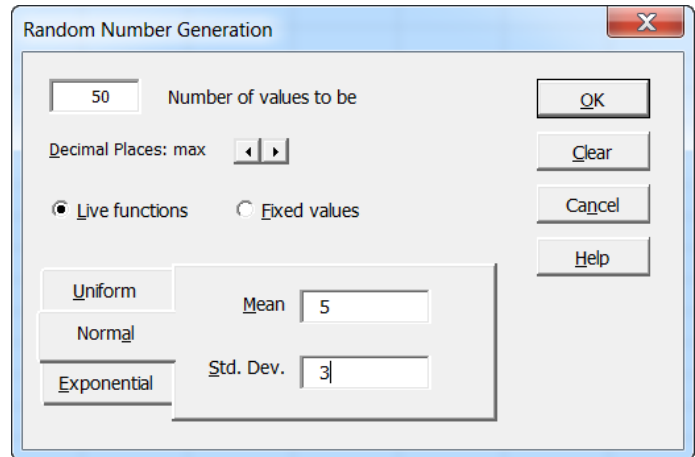 Random Number Generation
X
50 Number of values to be
OK
Decimal Places: max
Clear
Live functions Fixed values
Cancel
Help
Uniform
Mean 5
Normal
Std. Dev. 3
Exponential